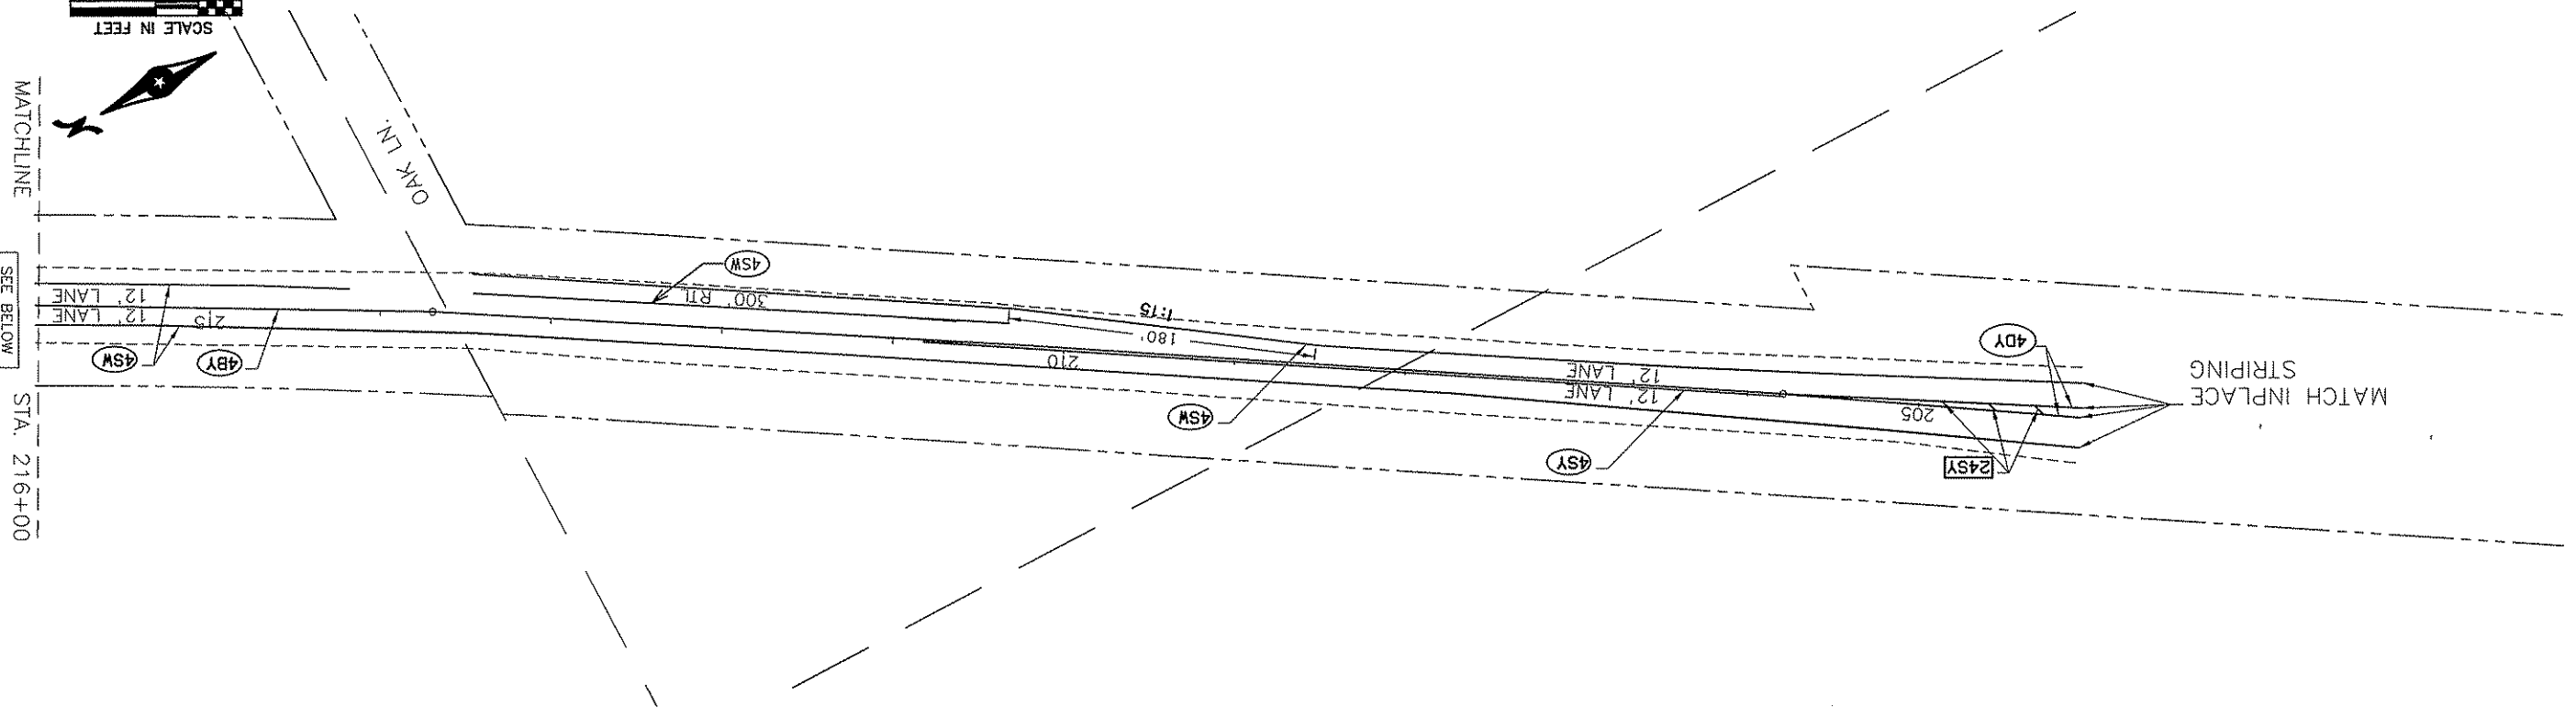 SCALE IN FEET
MATCHLINE
STA. 216+00
SEE BELOW
OAK LN.
12' LANE
12' LANE
215
4SW
4BY
4SW
300' RTL
180'
1:15
210
4SW
12' LANE
12' LANE
4SY
205
24SY
4DY
MATCH INPLACE
STRIPING